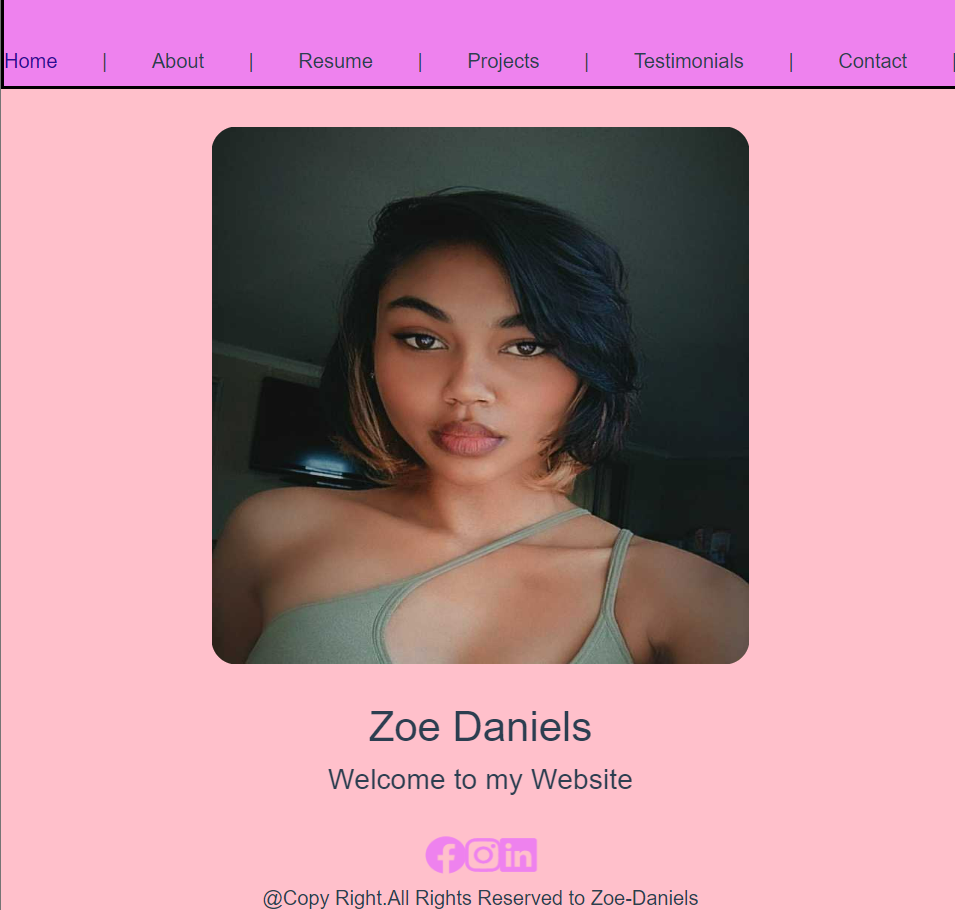 Home | About | Resume | Projects | Testimonials | Contact |
Zoe Daniels
Welcome to my Website
@Copy Right.All Rights Reserved to Zoe-Daniels